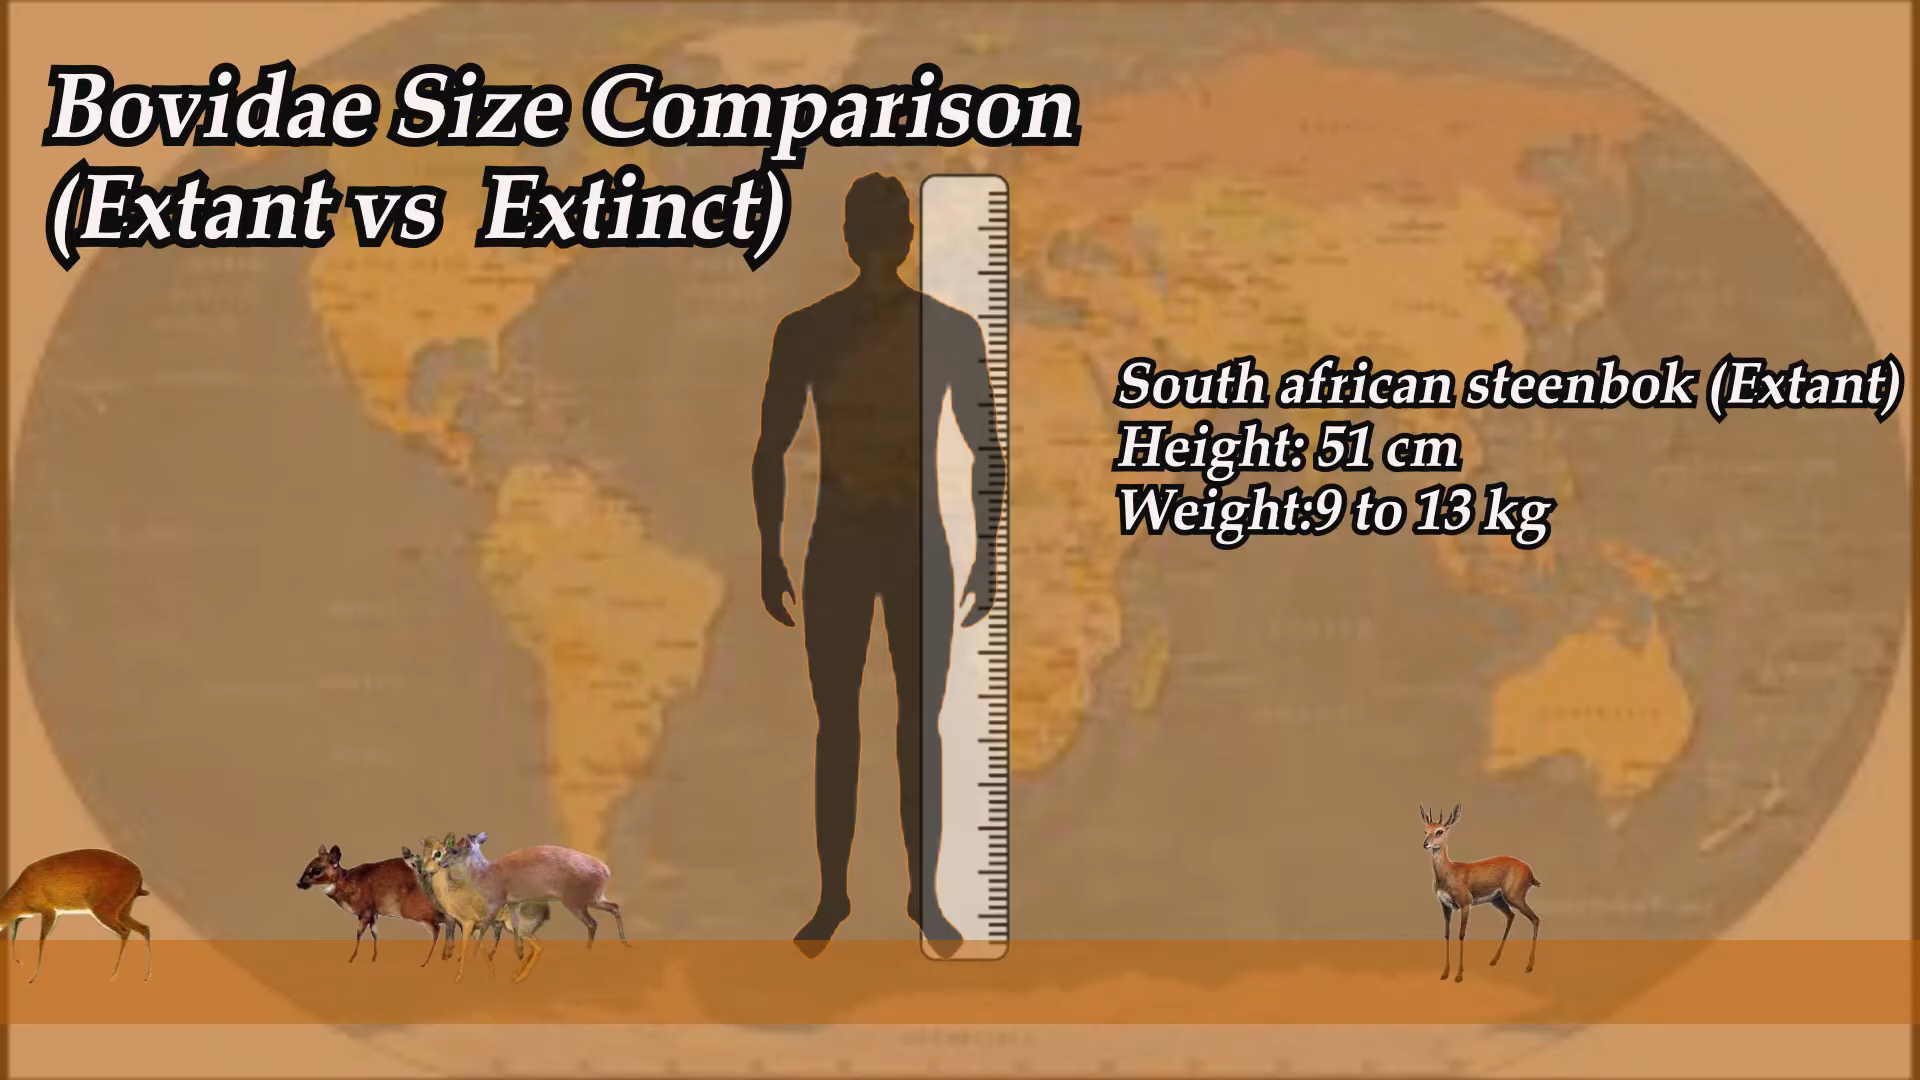 Bovidae Size Comparison
(Extant vs Extinct)
South african steenbok (Extant)
Height: 51 cm
Weight:9 to 13 kg